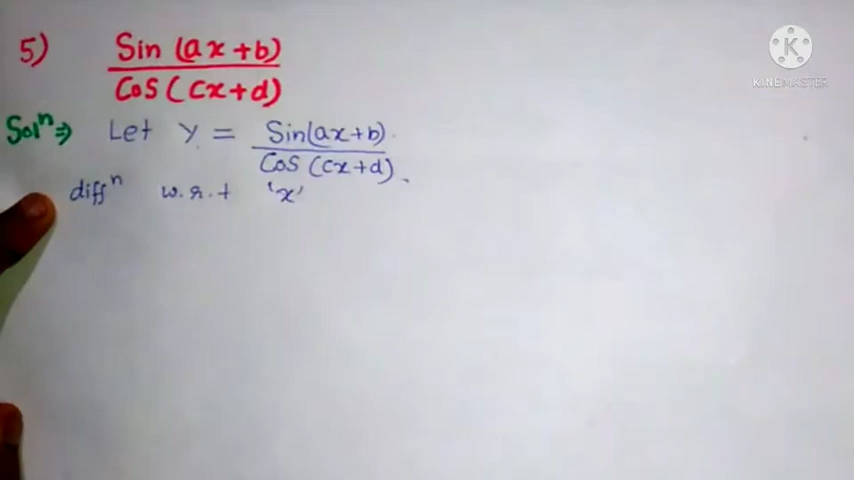 5) Sin (ax+b)
Cos (cx+d)
Solⁿ⇒ Let y = Sin(ax+b)
Cos (cx+d).
diffⁿ w.r.t 'x'
K
KINEMASTER